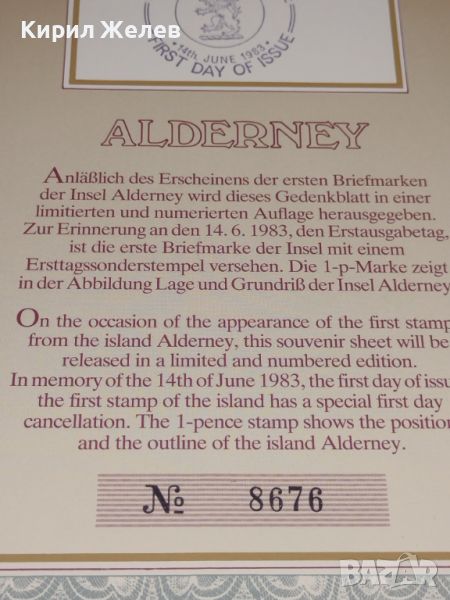 Кирил Желев
14th. JUNE 1983
FIRST DAY OF ISSUE
ALDERNEY
Anläßlich des Erscheinens der ersten Briefmarken
der Insel Alderney wird dieses Gedenkblatt in einer
limitierten und numerierten Auflage herausgegeben.
Zur Erinnerung an den 14. 6. 1983, den Erstausgabetag,
ist die erste Briefmarke der Insel mit einem
Ersttagssonderstempel versehen. Die 1-p-Marke zeigt
in der Abbildung Lage und Grundriß der Insel Alderney
On the occasion of the appearance of the first stamp
from the island Alderney, this souvenir sheet will be
released in a limited and numbered edition.
In memory of the 14th of June 1983, the first day of issu
the first stamp of the island has a special first day
cancellation. The 1-pence stamp shows the position
and the outline of the island Alderney.
№ 8676
BAZAR